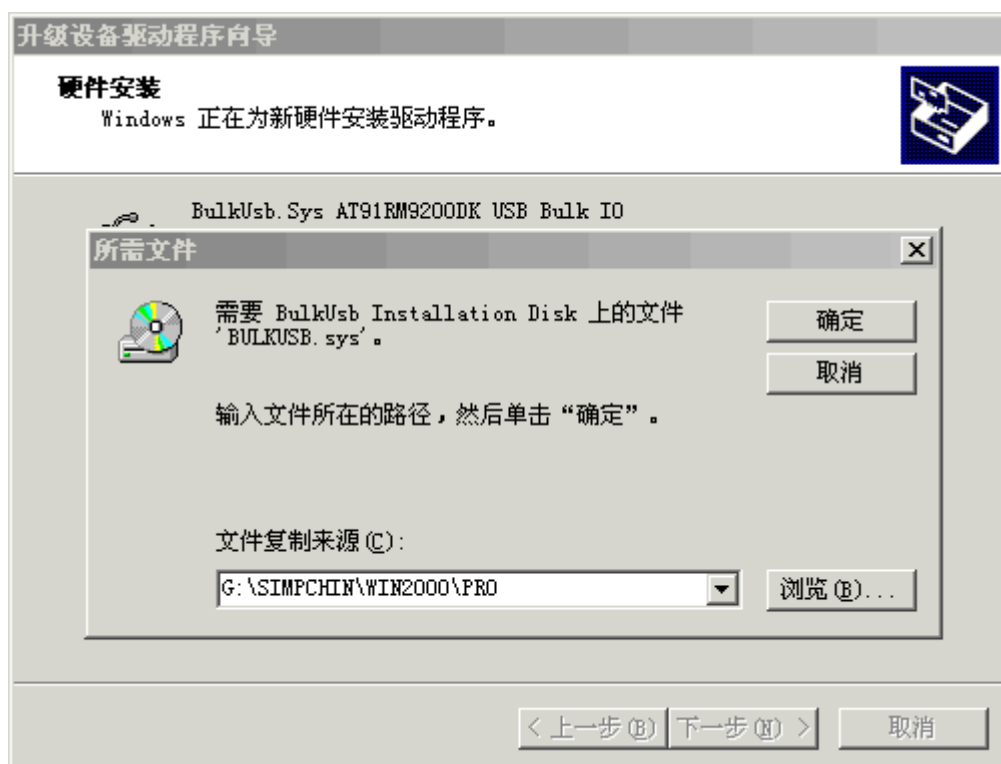 升级设备驱动程序向导
硬件安装
Windows 正在为新硬件安装驱动程序。
BulkUsb.Sys AT91RM9200DK USB Bulk IO
所需文件
需要 BulkUsb Installation Disk 上的文件
'BULKUSB.sys'。
确定
取消
输入文件所在的路径，然后单击“确定”。
文件复制来源(C):
G:\SIMPCHIN\WIN2000\PRO
浏览(B)...
< 上一步(B)
下一步(N) >
取消